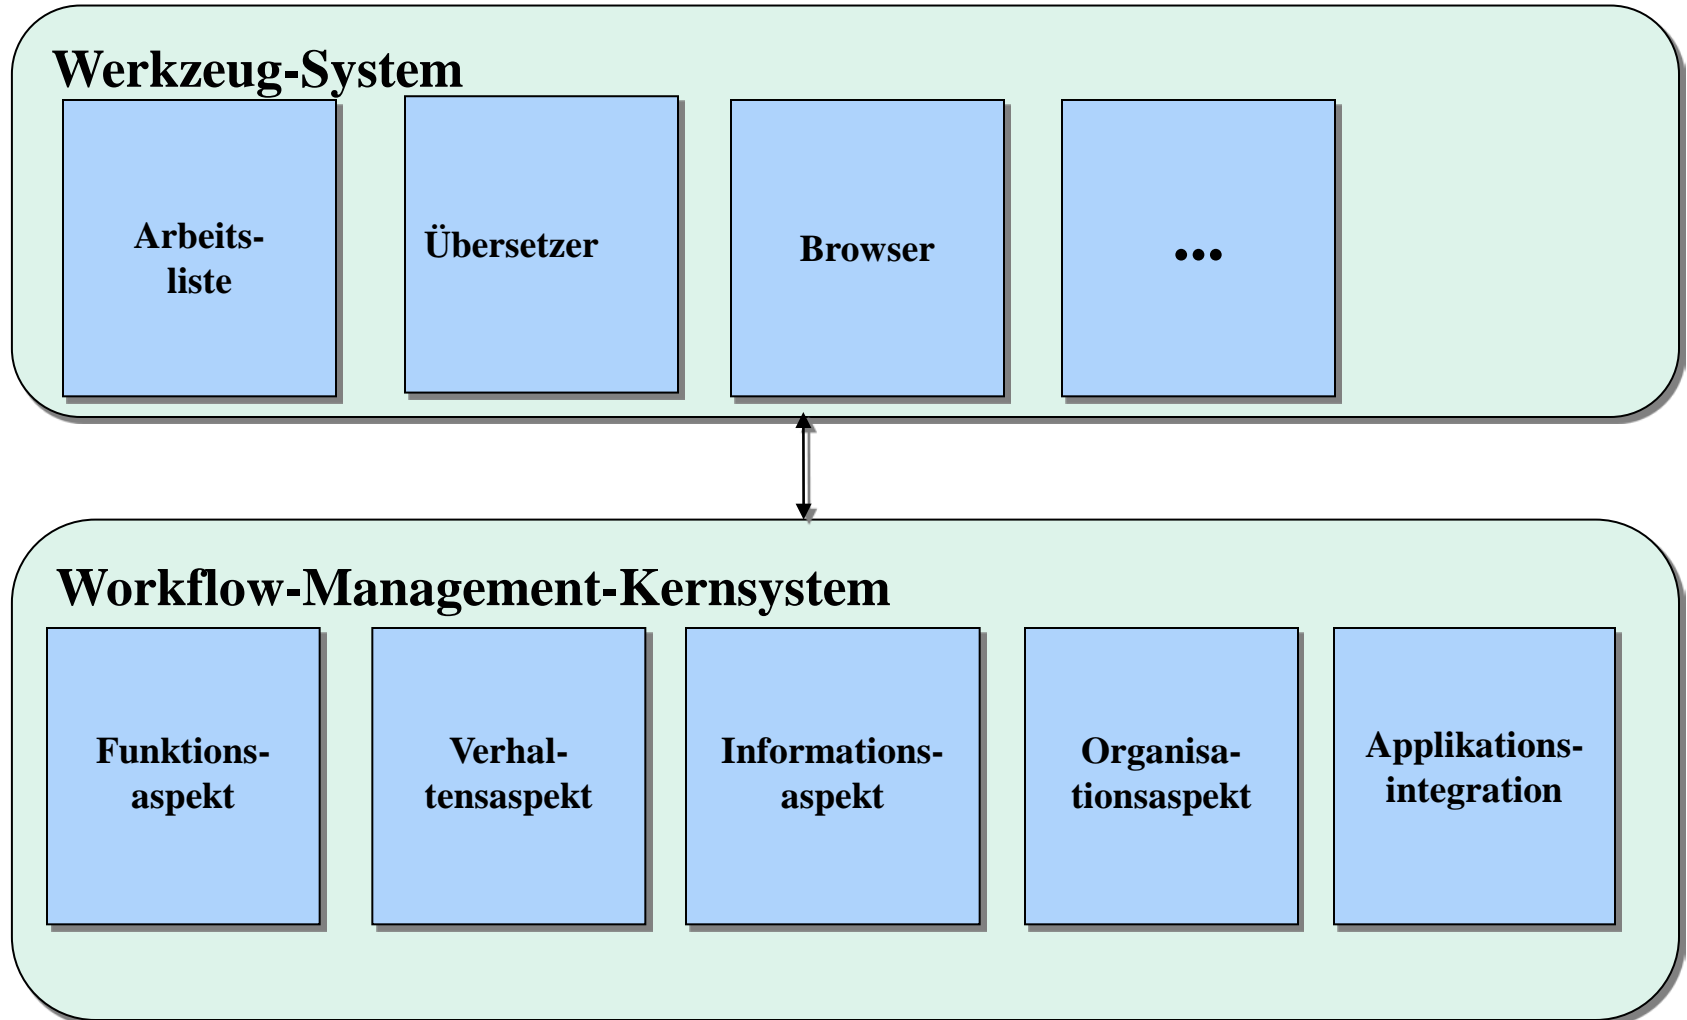 Werkzeug-System
Arbeits-
liste
Übersetzer
Browser
...
Workflow-Management-Kernsystem
Funktions-
aspekt
Verhal-
tensaspekt
Informations-
aspekt
Organisa-
tionsaspekt
Applikations-
integration